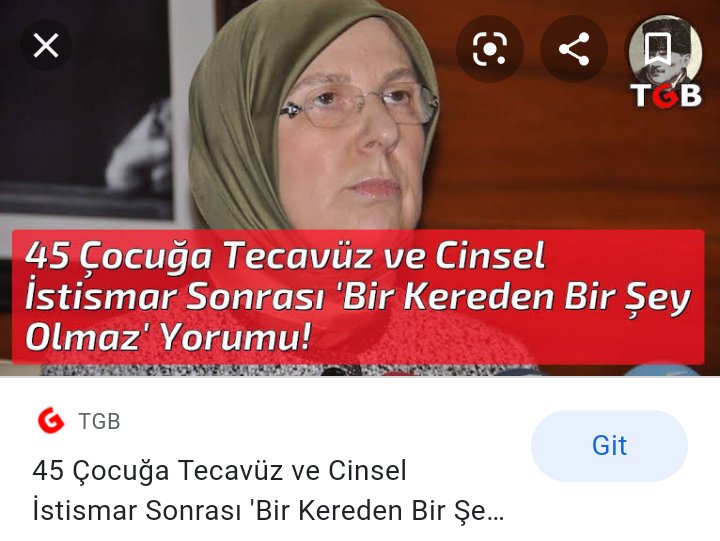 TGB
45 Çocuğa Tecavüz ve Cinsel
İstismar Sonrası 'Bir Kereden Bir Şey
Olmaz' Yorumu!
TGB
Git
45 Çocuğa Tecavüz ve Cinsel
İstismar Sonrası 'Bir Kereden Bir Şe...